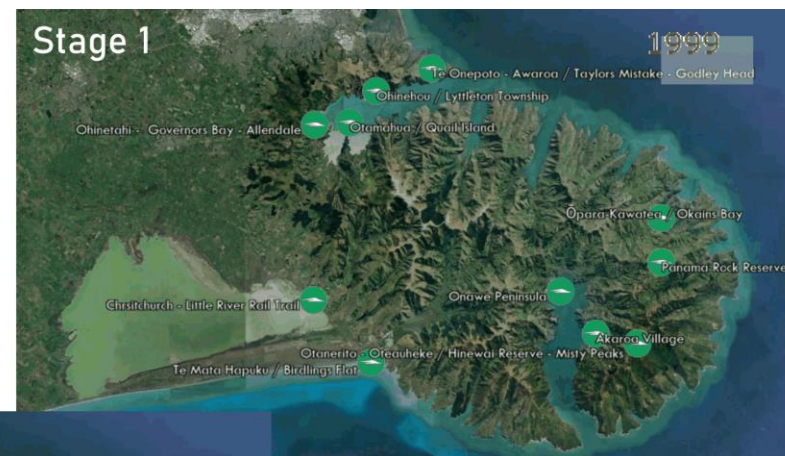 Stage 1
1999
Te Onepoto - Awaroa / Taylors Mistake - Godley Head
Ohinehou / Lyttleton Township
Ohinetahi - Governors Bay - Allendale
Otamahua / Quail Island
Ōpara Kawatea / Okains Bay
Panama Rock Reserve
Onawe Peninsula
Chrsitchurch - Little River Rail Trail
Akaroa Village
Otanerito - Oteauheke / Hinewai Reserve - Misty Peaks
Te Mata Hapuku / Birdlings Flat